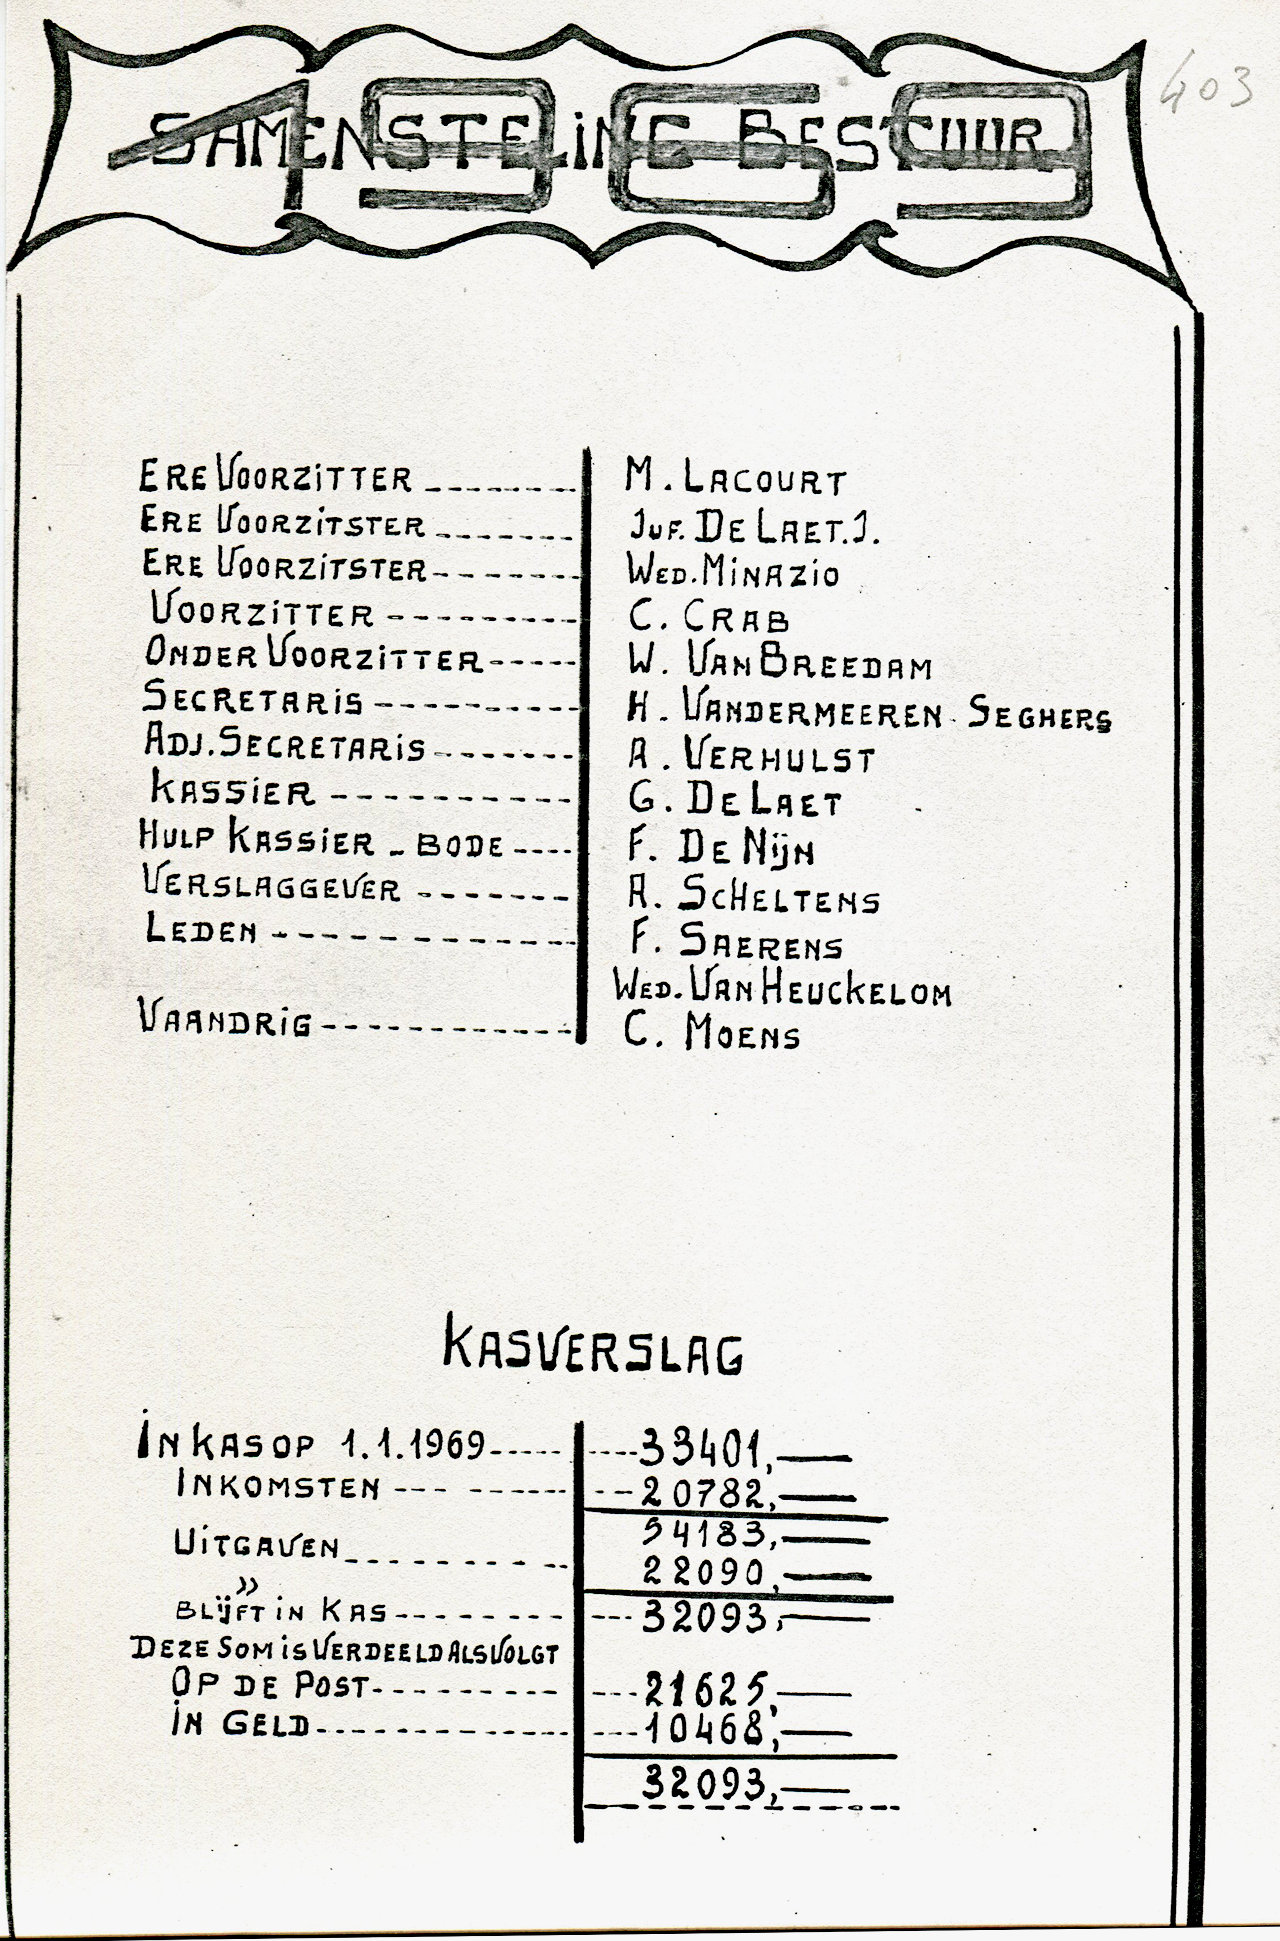 403
1969
SAMENSTELING BESTUUR
ERE VOORZITTER -------- M. LACOURT
ERE VOORZITSTER ------- JUF. DE LAET. J.
ERE VOORZITSTER------- WED. MINAZIO
VOORZITTER --------- C. CRAB
ONDER VOORZITTER----- W. VAN BREEDAM
SECRETARIS ---------- H. VANDERMEEREN - SEGHERS
ADJ. SECRETARIS------- A. VERHULST
KASSIER ----------- G. DE LAET
HULP KASSIER - BODE ---- F. DE NIJN
VERSLAGGEVER ------- A. SCHELTENS
LEDEN ------------ F. SAERENS
WED. VAN HEUCKELOM
VAANDRIG ------------ C. MOENS
KASVERSLAG
IN KAS OP 1.1.1969---- ----33401,—
INKOMSTEN --- ------ --20782,—
54183,—
UITGAVEN --------- 22090,—
»
BLIJFT IN KAS-------- ---32093,—
DEZE SOM IS VERDEELD ALS VOLGT
OP DE POST--------- ---21625,—
IN GELD------------ ---10468,—
32093,—